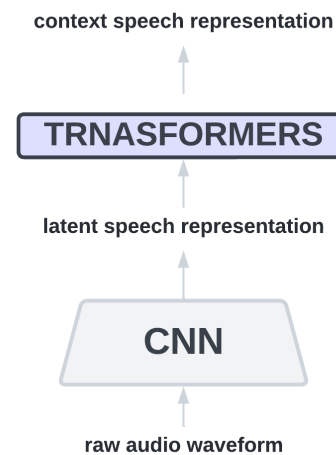 context speech representation
TRNASFORMERS
latent speech representation
CNN
raw audio waveform